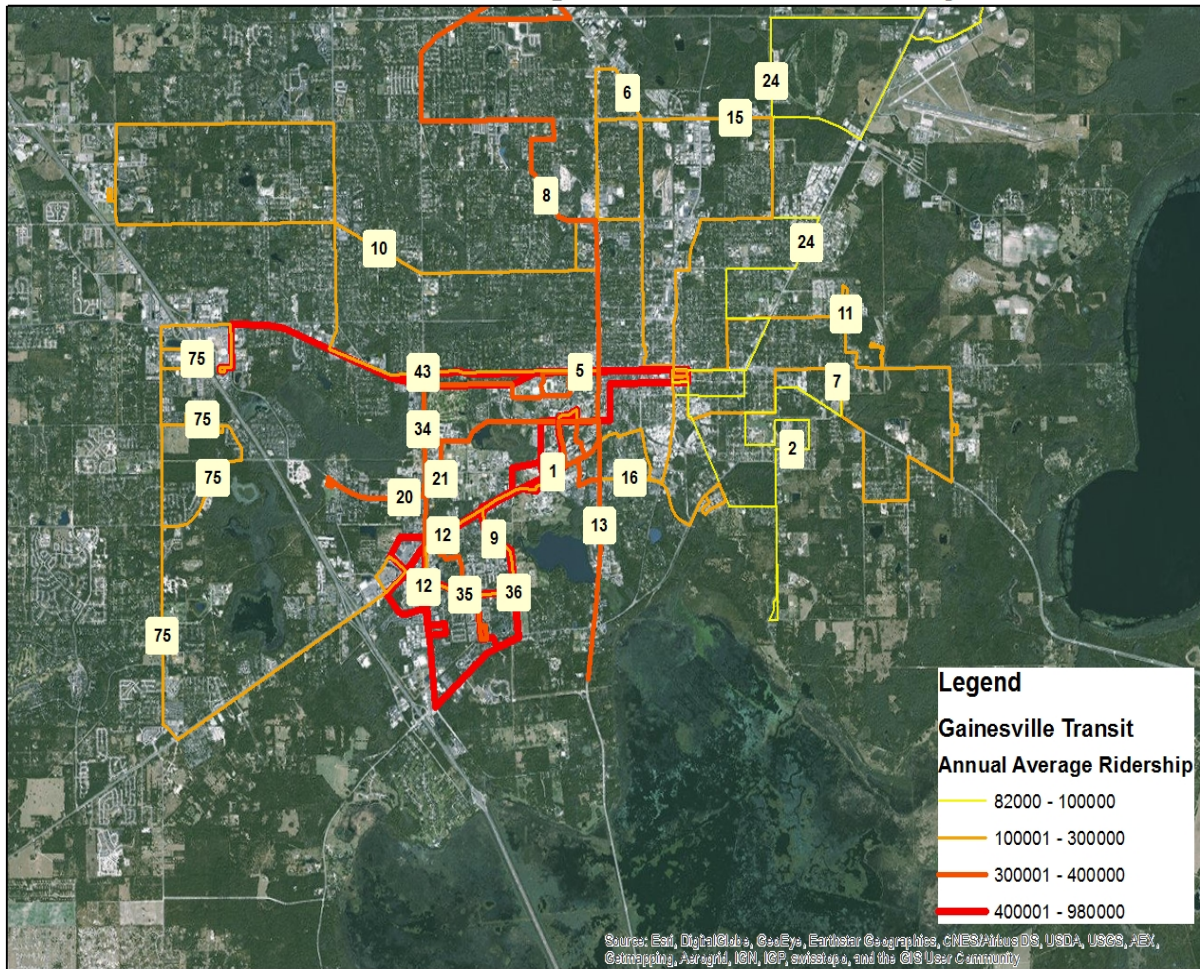 6
24
15
8
24
10
11
75
43
5
7
75
34
2
75
21
1
16
20
12
9
13
12
35
36
75
Legend
Gainesville Transit
Annual Average Ridership
82000 - 100000
100001 - 300000
300001 - 400000
400001 - 980000
Source: Esri, DigitalGlobe, GeoEye, Earthstar Geographics, CNES/Airbus DS, USDA, USGS, AEX,
Getmapping, Aerogrid, IGN, IGP, swisstopo, and the GIS User Community